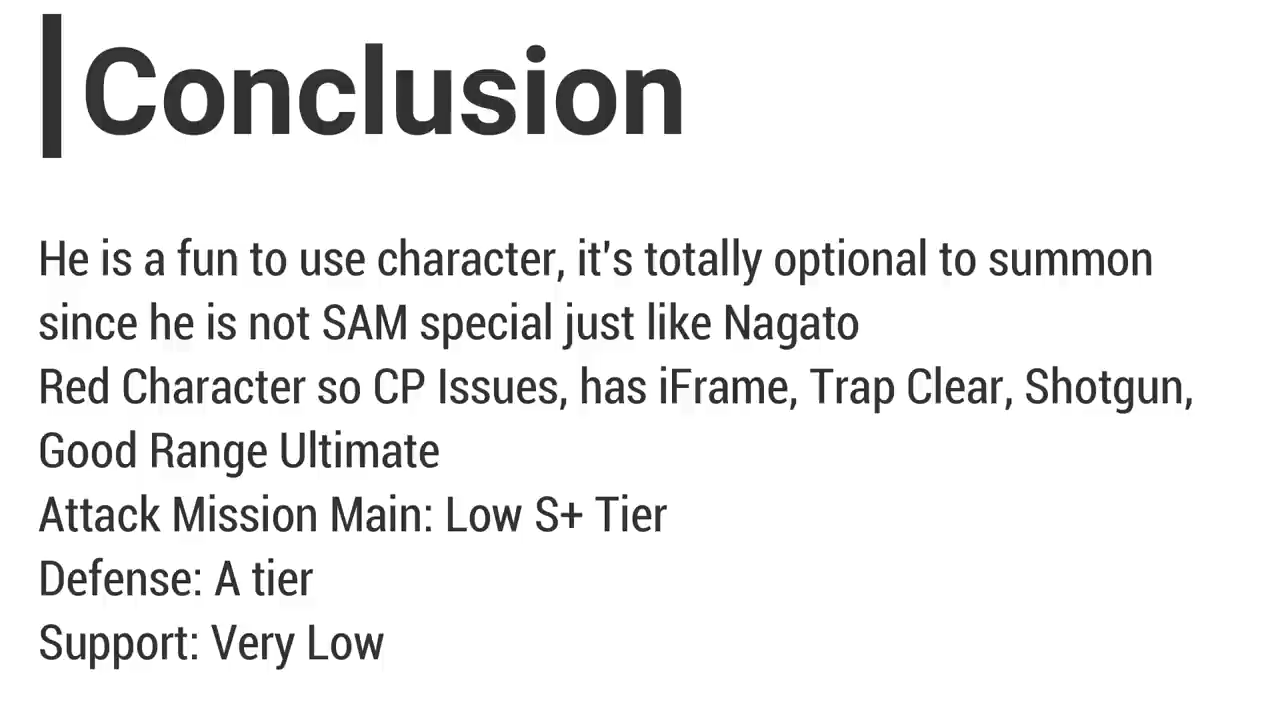 Conclusion
He is a fun to use character, it's totally optional to summon
since he is not SAM special just like Nagato
Red Character so CP Issues, has iFrame, Trap Clear, Shotgun,
Good Range Ultimate
Attack Mission Main: Low S+ Tier
Defense: A tier
Support: Very Low